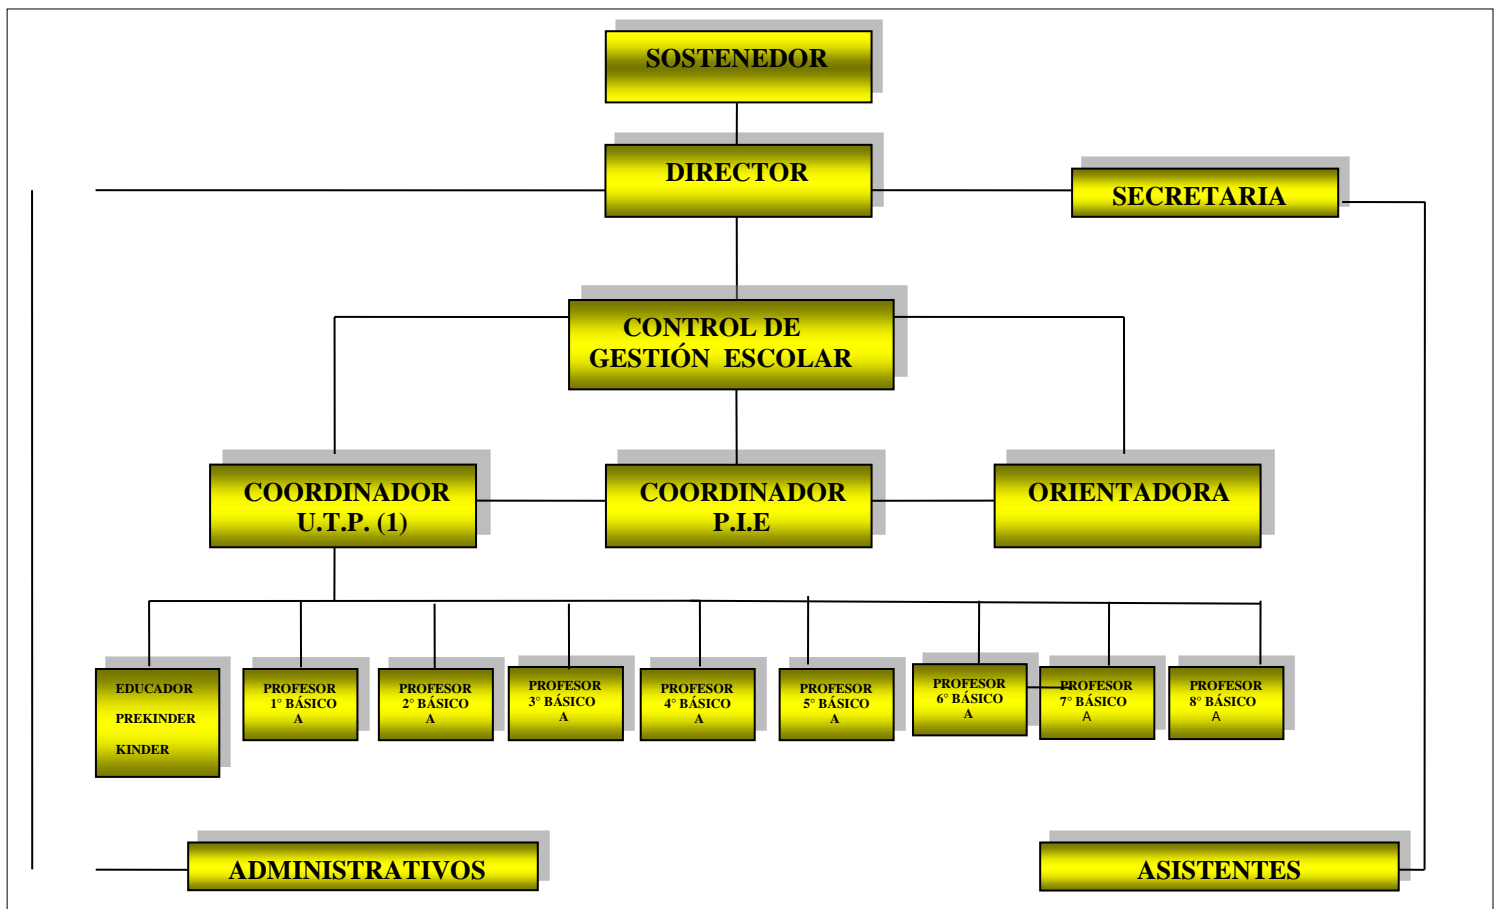 SOSTENEDOR
DIRECTOR
SECRETARIA
CONTROL DE
GESTIÓN ESCOLAR
COORDINADOR
U.T.P. (1)
COORDINADOR
P.I.E
ORIENTADORA
EDUCADOR
PREKINDER
KINDER
PROFESOR
1° BÁSICO
A
PROFESOR
2° BÁSICO
A
PROFESOR
3° BÁSICO
A
PROFESOR
4° BÁSICO
A
PROFESOR
5° BÁSICO
A
PROFESOR
6° BÁSICO
A
PROFESOR
7° BÁSICO
A
PROFESOR
8° BÁSICO
A
ADMINISTRATIVOS
ASISTENTES